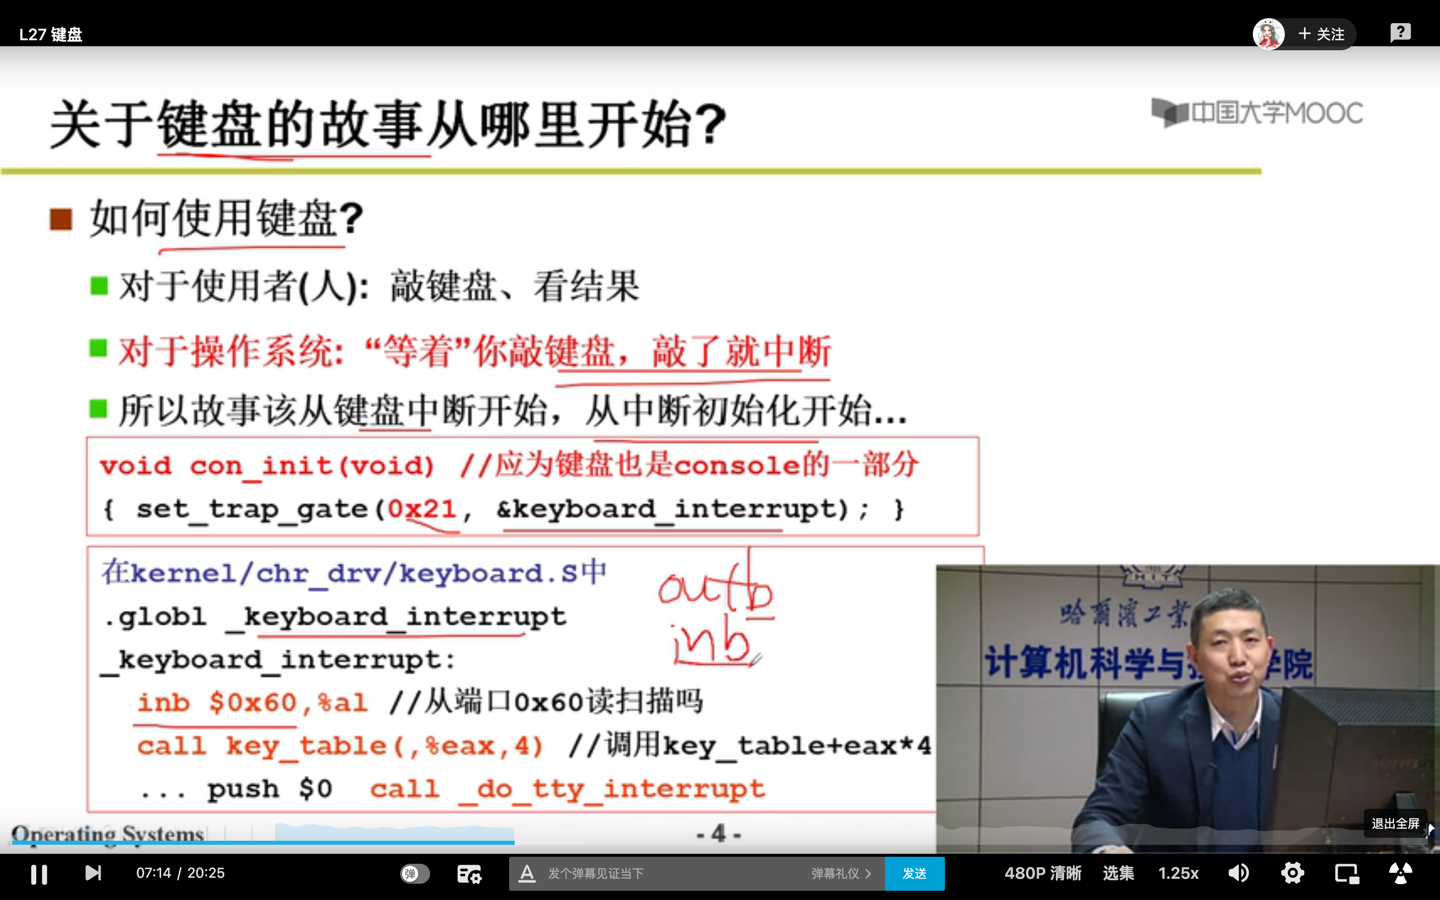 L27 键盘
+ 关注
?
关于键盘的故事从哪里开始?
中国大学MOOC
如何使用键盘?
对于使用者(人): 敲键盘、看结果
对于操作系统: “等着”你敲键盘，敲了就中断
所以故事该从键盘中断开始，从中断初始化开始...
void con_init(void) //应为键盘也是console的一部分
{ set_trap_gate(0x21, &keyboard_interrupt); }
在kernel/chr_drv/keyboard.S中
.globl _keyboard_interrupt
_keyboard_interrupt:
inb $0x60,%al //从端口0x60读扫描吗
call key_table(,%eax,4) //调用key_table+eax*4
... push $0 call _do_tty_interrupt
outb
inb
HIT
哈尔滨工业
计算机科学与技学院
Operating Systems
- 4 -
退出全屏
07:14 / 20:25
弹
A 发个弹幕见证当下
弹幕礼仪 >
发送
480P 清晰
选集
1.25x